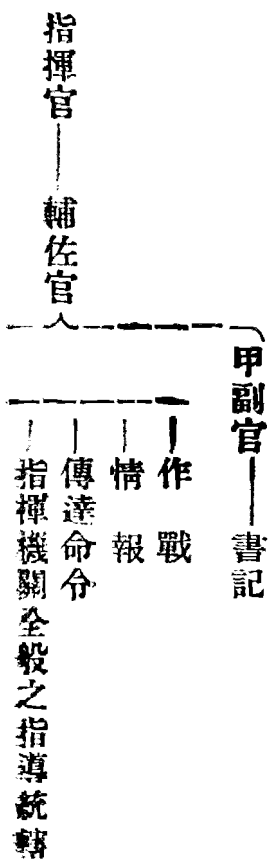 指揮官——輔佐官
甲副官——書記
作戰
情報
傳達命令
指揮機關全般之指導統轄